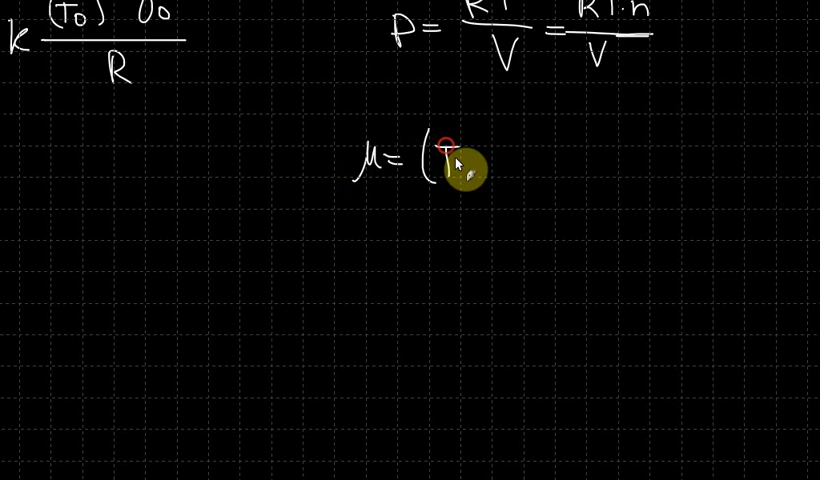 (T₀) U₀
K ――― R
P = RT / V = RT·n / V
μ = (T,